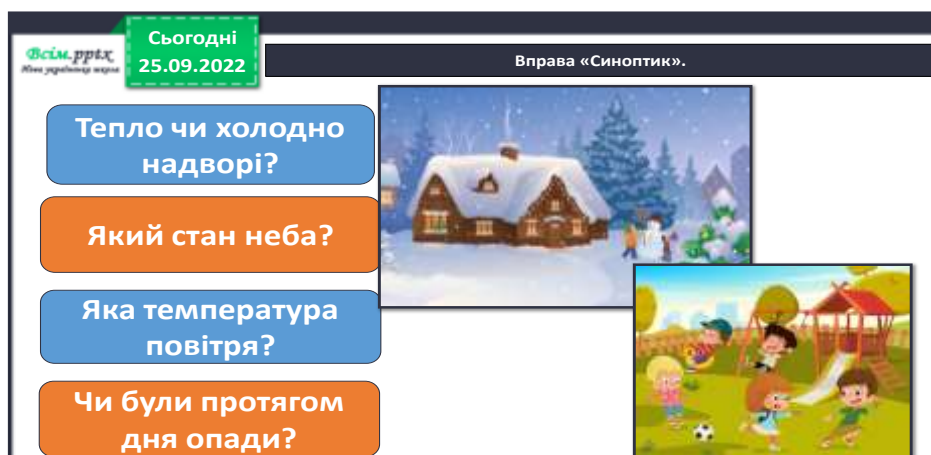 Всім.pptx
Нова українська школа
Сьогодні
25.09.2022
Вправа «Синоптик».
Тепло чи холодно
надворі?
Який стан неба?
Яка температура
повітря?
Чи були протягом
дня опади?